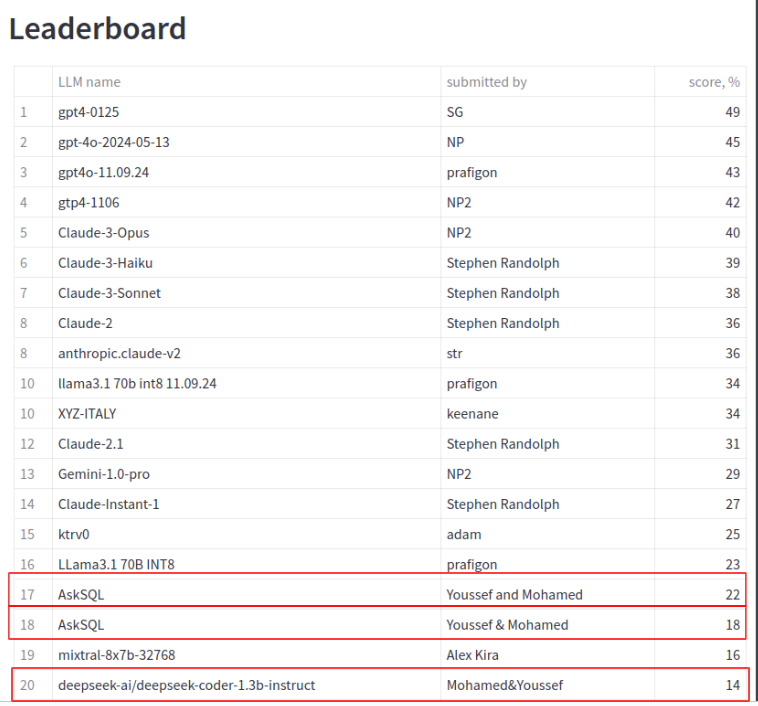 Leaderboard
LLM name submitted by score, %
1 gpt4-0125 SG 49
2 gpt-4o-2024-05-13 NP 45
3 gpt4o-11.09.24 prafigon 43
4 gtp4-1106 NP2 42
5 Claude-3-Opus NP2 40
6 Claude-3-Haiku Stephen Randolph 39
7 Claude-3-Sonnet Stephen Randolph 38
8 Claude-2 Stephen Randolph 36
8 anthropic.claude-v2 str 36
10 llama3.1 70b int8 11.09.24 prafigon 34
10 XYZ-ITALY keenane 34
12 Claude-2.1 Stephen Randolph 31
13 Gemini-1.0-pro NP2 29
14 Claude-Instant-1 Stephen Randolph 27
15 ktrv0 adam 25
16 LLama3.1 70B INT8 prafigon 23
17 AskSQL Youssef and Mohamed 22
18 AskSQL Youssef & Mohamed 18
19 mixtral-8x7b-32768 Alex Kira 16
20 deepseek-ai/deepseek-coder-1.3b-instruct Mohamed&Youssef 14